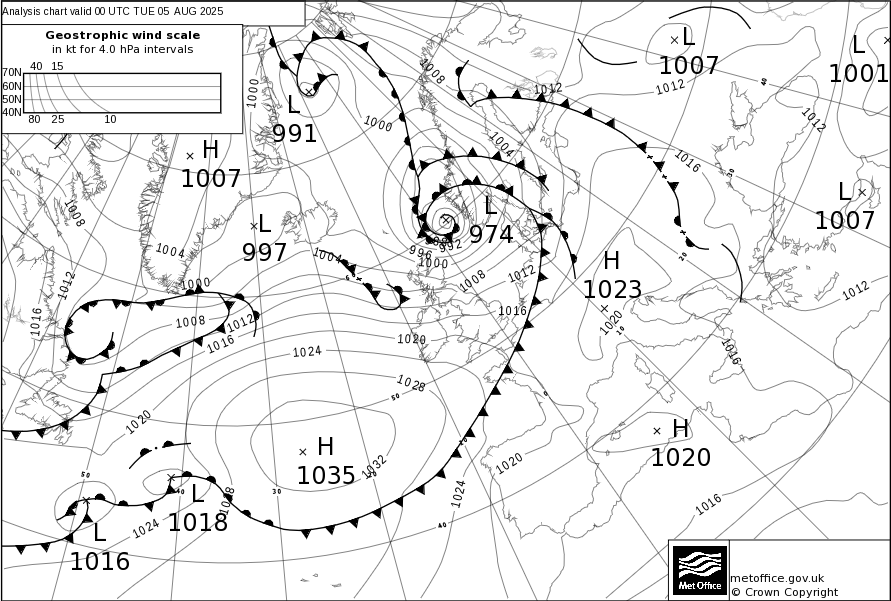 Analysis chart valid 00 UTC TUE 05 AUG 2025
Geostrophic wind scale
in kt for 4.0 hPa intervals
40 15
70N
60N
50N
40N
80 25 10
L
991
H
1007
L
997
L
974
L
1007
L
1001
L
1007
H
1023
H
1020
H
1035
L
1018
L
1016
1000
1000
1008
1012
1012
1012
1016
1004
1008
1004
1012
1016
1000
1008
1012
1016
1004
996
992
1000
1008
1012
1016
1020
1024
1028
1032
1020
1024
1028
1020
1024
1016
1020
1016
1012
40
30
20
10
0
10
50
50
40
30
20
40
metoffice.gov.uk
© Crown Copyright
Met Office